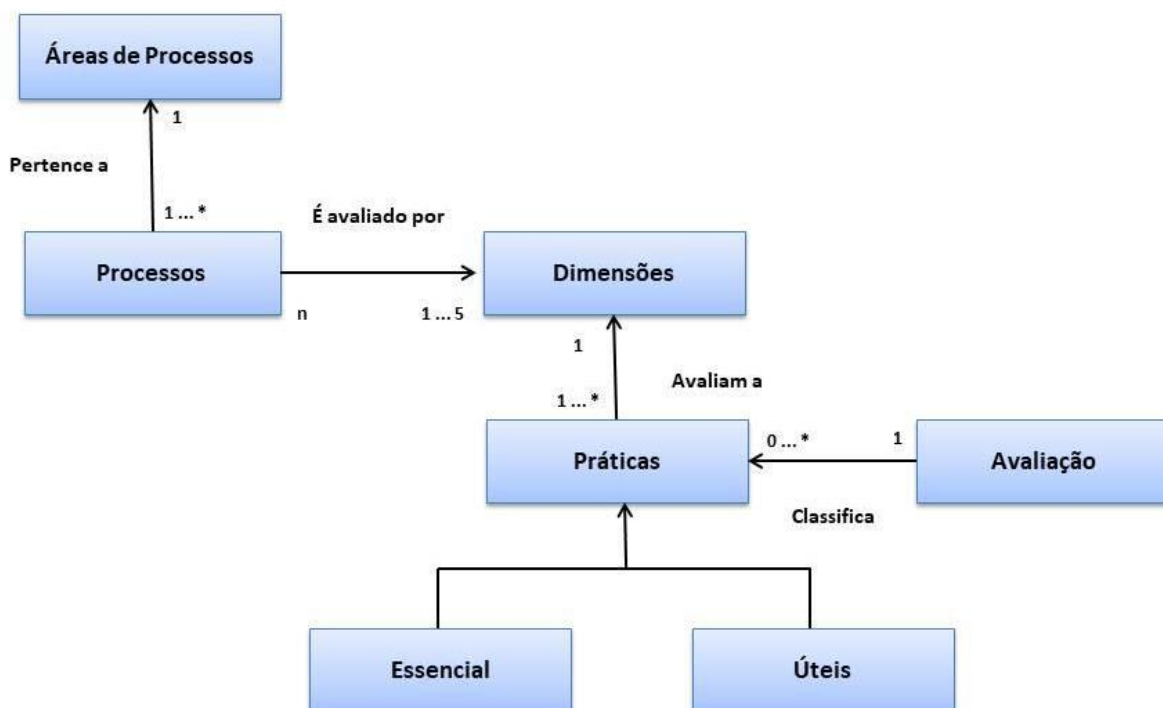 Áreas de Processos
1
Pertence a
1 ... *
É avaliado por
Processos
Dimensões
n
1 ... 5
1
Avaliam a
1 ... *
0 ... *
1
Práticas
Avaliação
Classifica
Essencial
Úteis